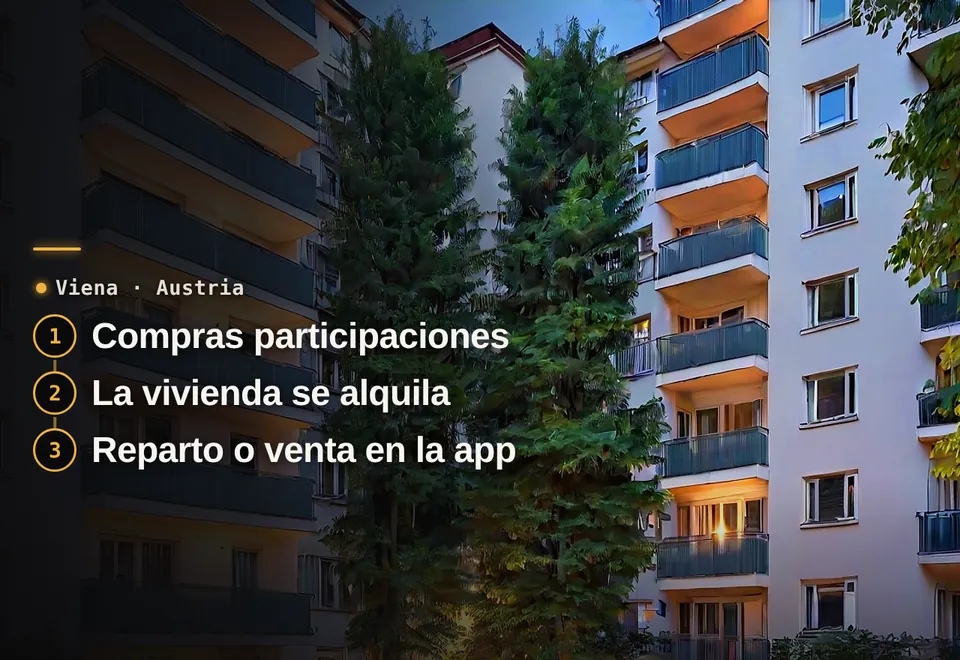 Viena · Austria
1 Compras participaciones
2 La vivienda se alquila
3 Reparto o venta en la app